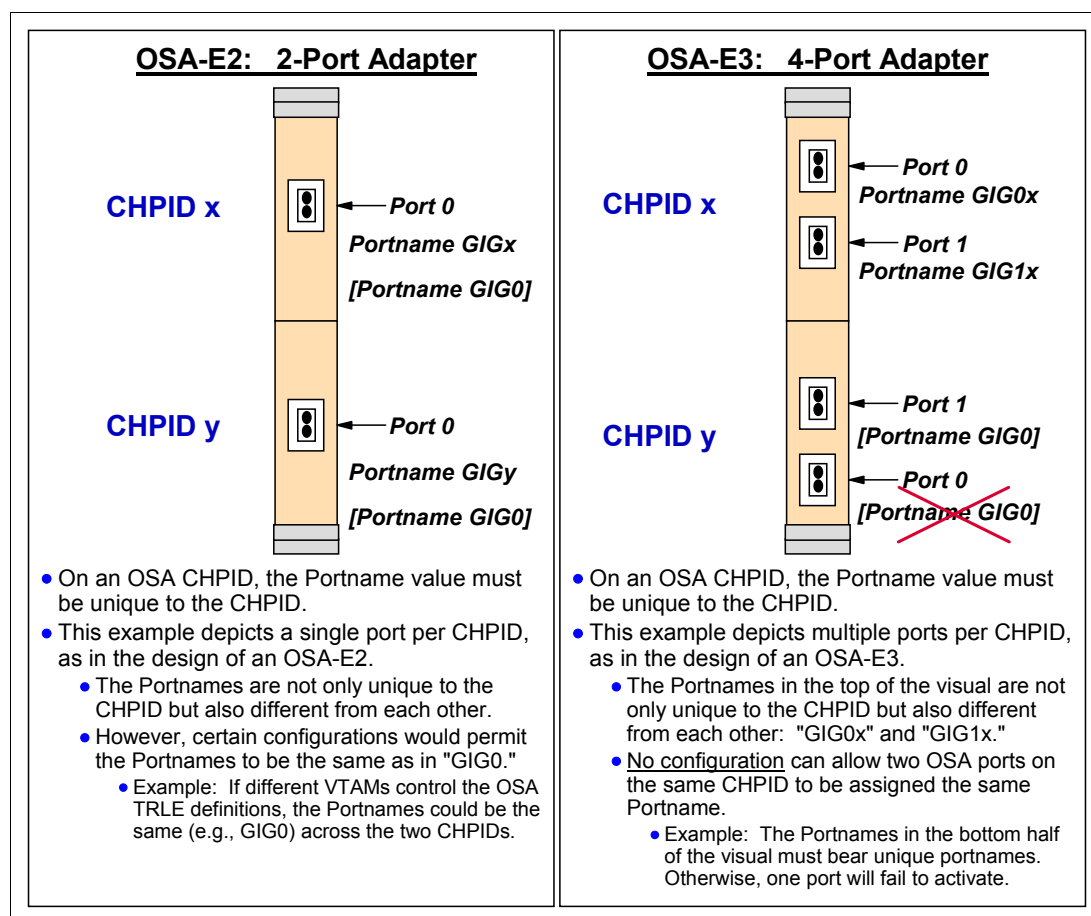 OSA-E2: 2-Port Adapter
CHPID x
Port 0
Portname GIGx
[Portname GIG0]
CHPID y
Port 0
Portname GIGy
[Portname GIG0]
On an OSA CHPID, the Portname value must
be unique to the CHPID.
This example depicts a single port per CHPID,
as in the design of an OSA-E2.
The Portnames are not only unique to the
CHPID but also different from each other.
However, certain configurations would permit
the Portnames to be the same as in "GIG0."
Example: If different VTAMs control the OSA
TRLE definitions, the Portnames could be the
same (e.g., GIG0) across the two CHPIDs.
OSA-E3: 4-Port Adapter
CHPID x
Port 0
Portname GIG0x
Port 1
Portname GIG1x
CHPID y
Port 1
[Portname GIG0]
Port 0
[Portname GIG0]
On an OSA CHPID, the Portname value must
be unique to the CHPID.
This example depicts multiple ports per CHPID,
as in the design of an OSA-E3.
The Portnames in the top of the visual are not
only unique to the CHPID but also different
from each other: "GIG0x" and "GIG1x."
No configuration can allow two OSA ports on
the same CHPID to be assigned the same
Portname.
Example: The Portnames in the bottom half
of the visual must bear unique portnames.
Otherwise, one port will fail to activate.